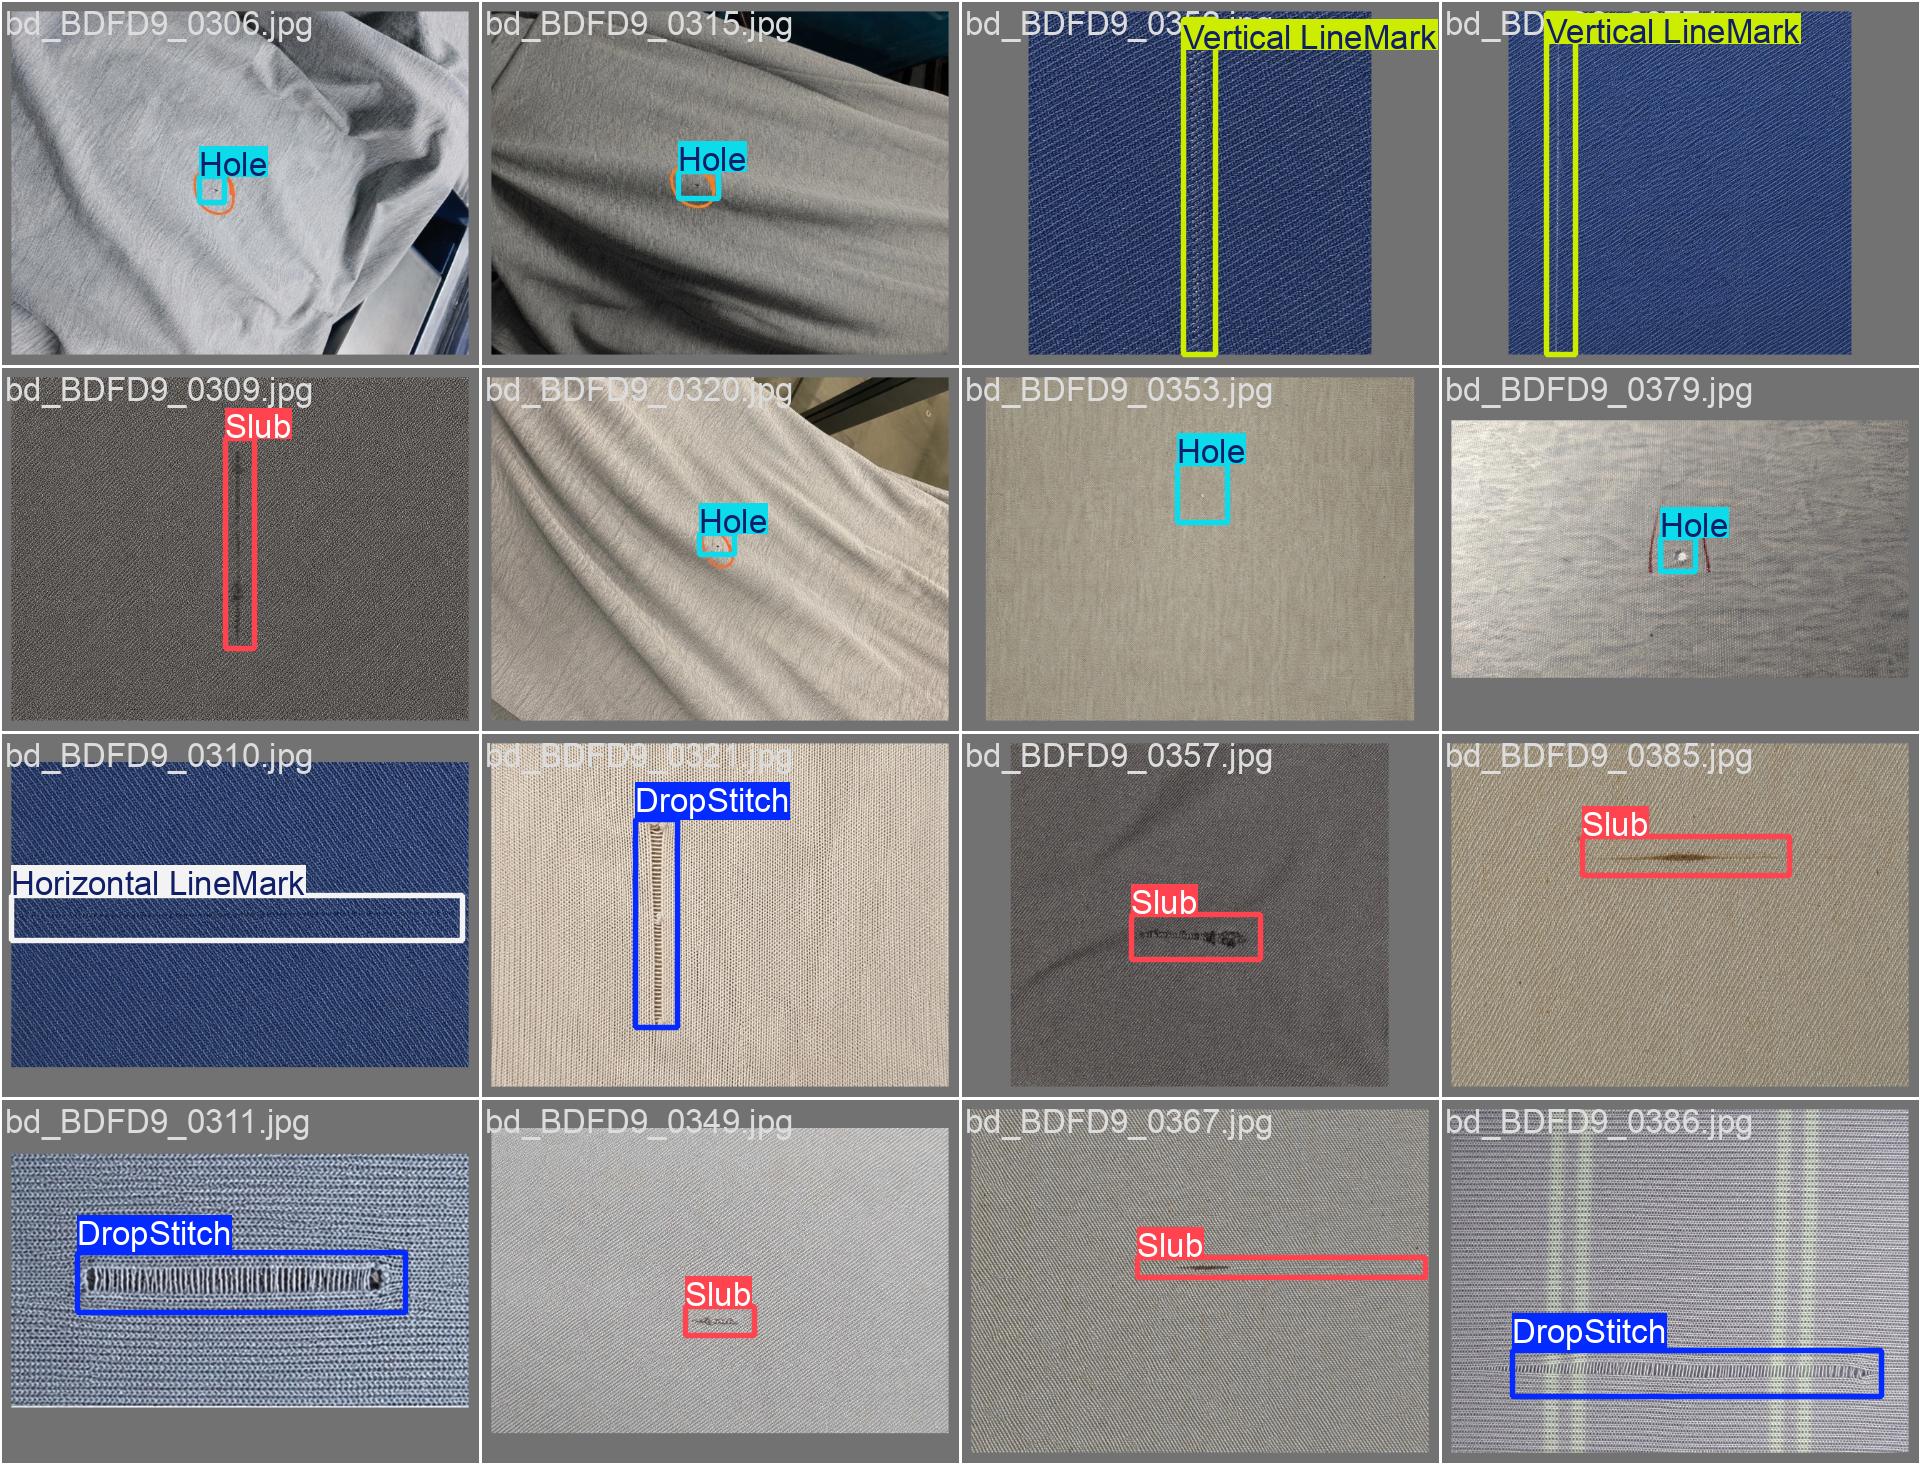 bd_BDFD9_0306.jpg
Hole
bd_BDFD9_0315.jpg
Hole
Vertical LineMark
Vertical LineMark
bd_BDFD9_0309.jpg
Slub
bd_BDFD9_0320.jpg
Hole
bd_BDFD9_0353.jpg
Hole
bd_BDFD9_0379.jpg
Hole
bd_BDFD9_0310.jpg
Horizontal LineMark
bd_BDFD9_0321.jpg
DropStitch
bd_BDFD9_0357.jpg
Slub
bd_BDFD9_0385.jpg
Slub
bd_BDFD9_0311.jpg
DropStitch
bd_BDFD9_0349.jpg
Slub
bd_BDFD9_0367.jpg
Slub
bd_BDFD9_0386.jpg
DropStitch